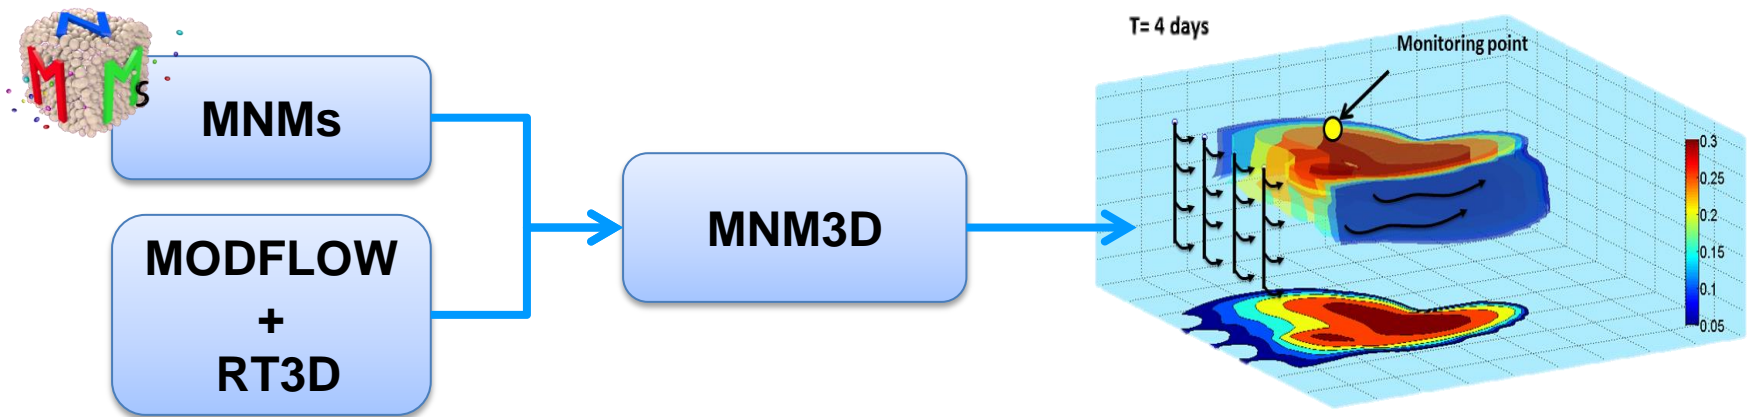 M N M s
MNMs
MODFLOW
+
RT3D
MNM3D
T= 4 days
Monitoring point
0.3
0.25
0.2
0.15
0.1
0.05